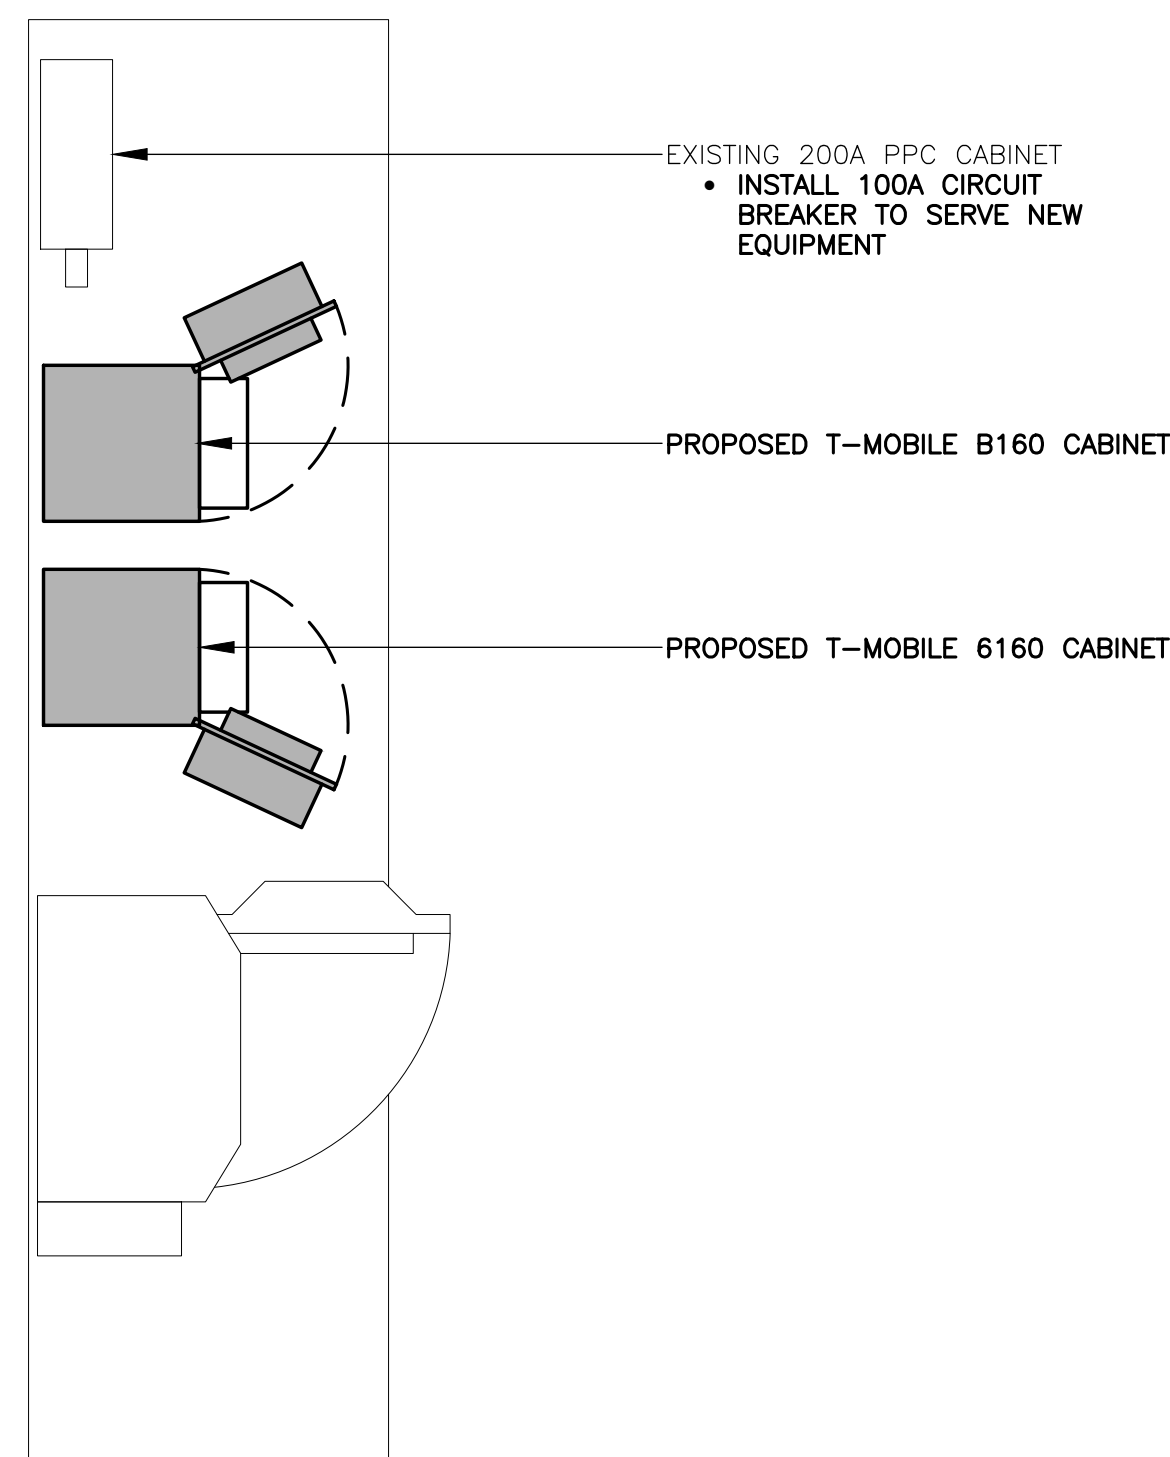 EXISTING 200A PPC CABINET
• INSTALL 100A CIRCUIT
BREAKER TO SERVE NEW
EQUIPMENT
PROPOSED T-MOBILE B160 CABINET
PROPOSED T-MOBILE 6160 CABINET